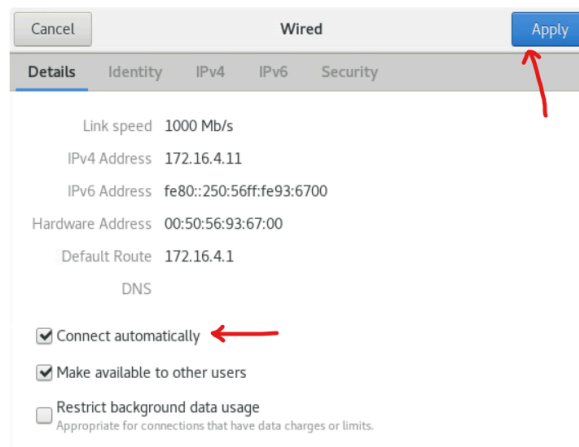 Cancel Wired Apply
Details Identity IPv4 IPv6 Security
Link speed 1000 Mb/s
IPv4 Address 172.16.4.11
IPv6 Address fe80::250:56ff:fe93:6700
Hardware Address 00:50:56:93:67:00
Default Route 172.16.4.1
DNS
Connect automatically
Make available to other users
Restrict background data usage
Appropriate for connections that have data charges or limits.